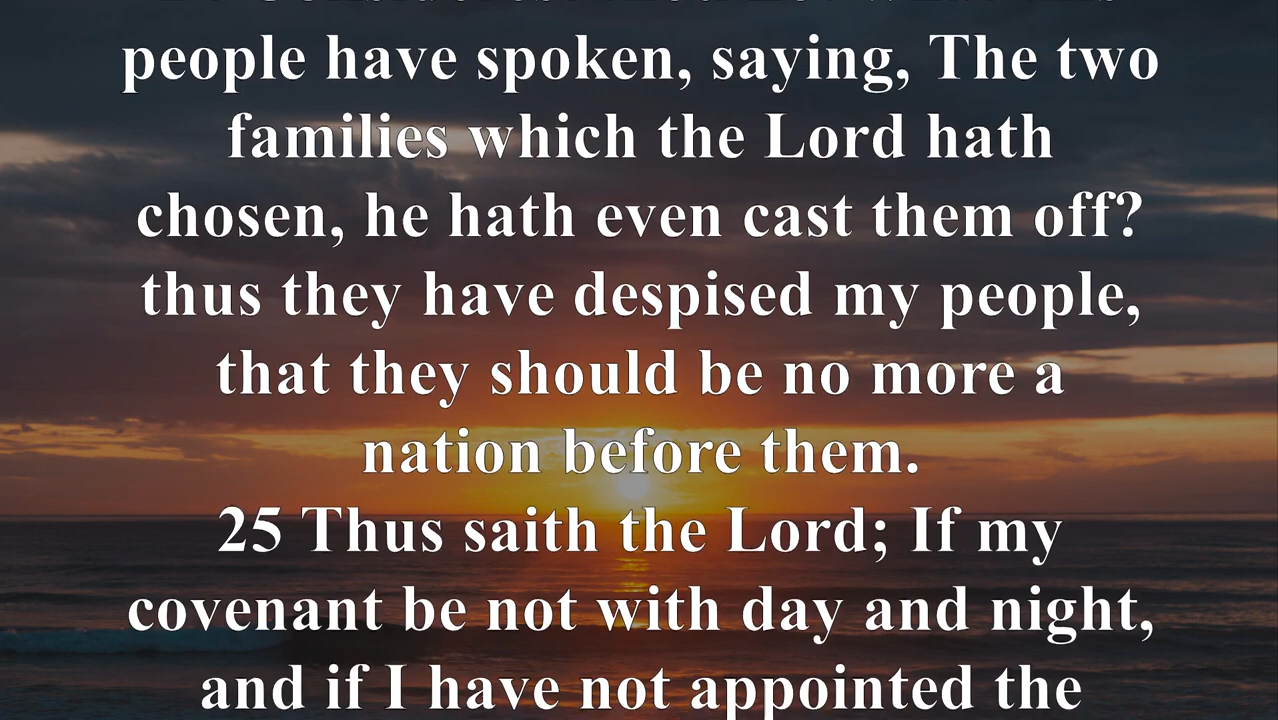 people have spoken, saying, The two
families which the Lord hath
chosen, he hath even cast them off?
thus they have despised my people,
that they should be no more a
nation before them.
25 Thus saith the Lord; If my
covenant be not with day and night,
and if I have not appointed the